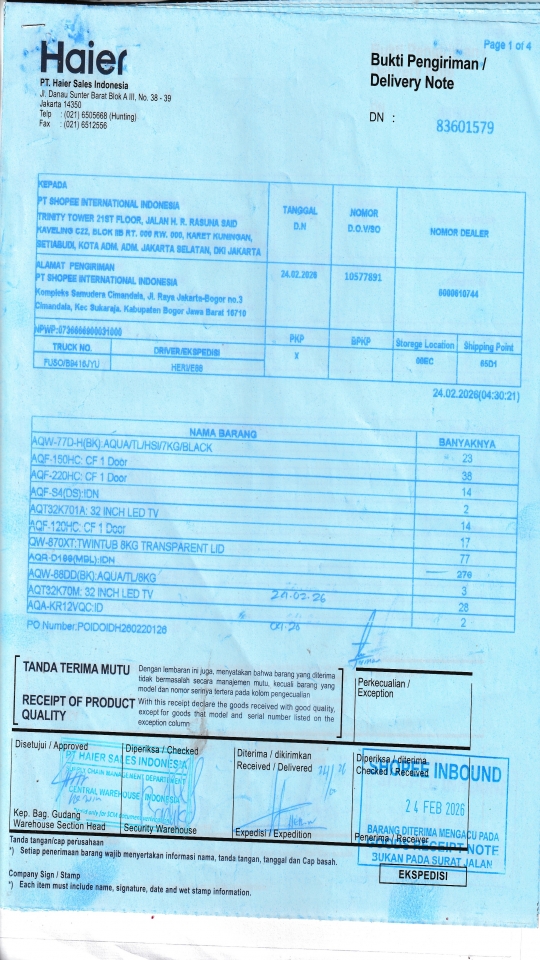 Page 1 of 4
Haier
Bukti Pengiriman /
Delivery Note
PT. Haier Sales Indonesia
Jl. Danau Sunter Barat Blok A III, No. 38 - 39
Jakarta 14350
Telp : (021) 6505668 (Hunting)
Fax : (021) 6512556
DN : 83601579
KEPADA
PT SHOPEE INTERNATIONAL INDONESIA
TRINITY TOWER 21ST FLOOR, JALAN H. R. RASUNA SAID
KAVELING C22, BLOK IIB RT. 000 RW. 000, KARET KUNINGAN,
SETIABUDI, KOTA ADM. ADM. JAKARTA SELATAN, DKI JAKARTA
TANGGAL D.N
NOMOR D.O.V/SO
NOMOR DEALER
ALAMAT PENGIRIMAN
PT SHOPEE INTERNATIONAL INDONESIA
Kompleks Samudera Cimandala, Jl. Raya Jakarta-Bogor no.3
Cimandala, Kec Sukaraja, Kabupaten Bogor Jawa Barat 16710
24.02.2026 10577891 6000610744
PKP BPKP Storage Location Shipping Point
TRUCK NO. DRIVER/EKSPEDISI X
FUSO/B9416JYU
24.02.2026(04:30:21)
NAMA BARANG BANYAKNYA
AQW-77D-H(BK):AQUA/TL/HSI/7KG/BLACK 23
AQF-150HC: CF 1 Door 38
AQF-220HC: CF 1 Door 14
AQF-S4(DS):IDN 2
AQT32K701A: 32 INCH LED TV 14
AQF-120HC: CF 1 Door 17
QW-870XT:TWINTUB 8KG TRANSPARENT LID 77
AQR-D199(MBL):IDN 276
AQW-88DD(BK):AQUA/TL/8KG 3
AQT32K70M: 32 INCH LED TV 28
AQA-KR12VQC:ID 2
PO Number:POIDOIDH260220126
TANDA TERIMA MUTU
RECEIPT OF PRODUCT QUALITY
Dengan lembaran ini juga, menyatakan bahwa barang yang diterima
tidak bermasalah secara manajemen mutu, kecuali barang yang
model dan nomor serinya tertera pada kolom pengecualian
With this receipt declare the goods received with good quality,
except for goods that model and serial number listed on the
exception column
Perkecualian /
Exception
Disetujui / Approved
Diperiksa / Checked
Diterima / dikirimkan
Received / Delivered
Diperiksa / diterima
Checked / Received
PT HAIER SALES INDONESIA
SUPPLY CHAIN MANAGEMENT DEPARTEMENT
CENTRAL WAREHOUSE INDONESIA
SHOPEE INBOUND
24 FEB 2026
BARANG DITERIMA MENGACU PADA
GOODS RECEIPT NOTE
BUKAN PADA SURAT JALAN
Kep. Bag. Gudang
Warehouse Section Head
Security Warehouse
Expedisi / Expedition
Penerima / Receiver
Tanda tangan/cap perusahaan
*) Setiap penerimaan barang wajib menyertakan informasi nama, tanda tangan, tanggal dan Cap basah.
EKSPEDISI
Company Sign / Stamp
*) Each item must include name, signature, date and wet stamp information.